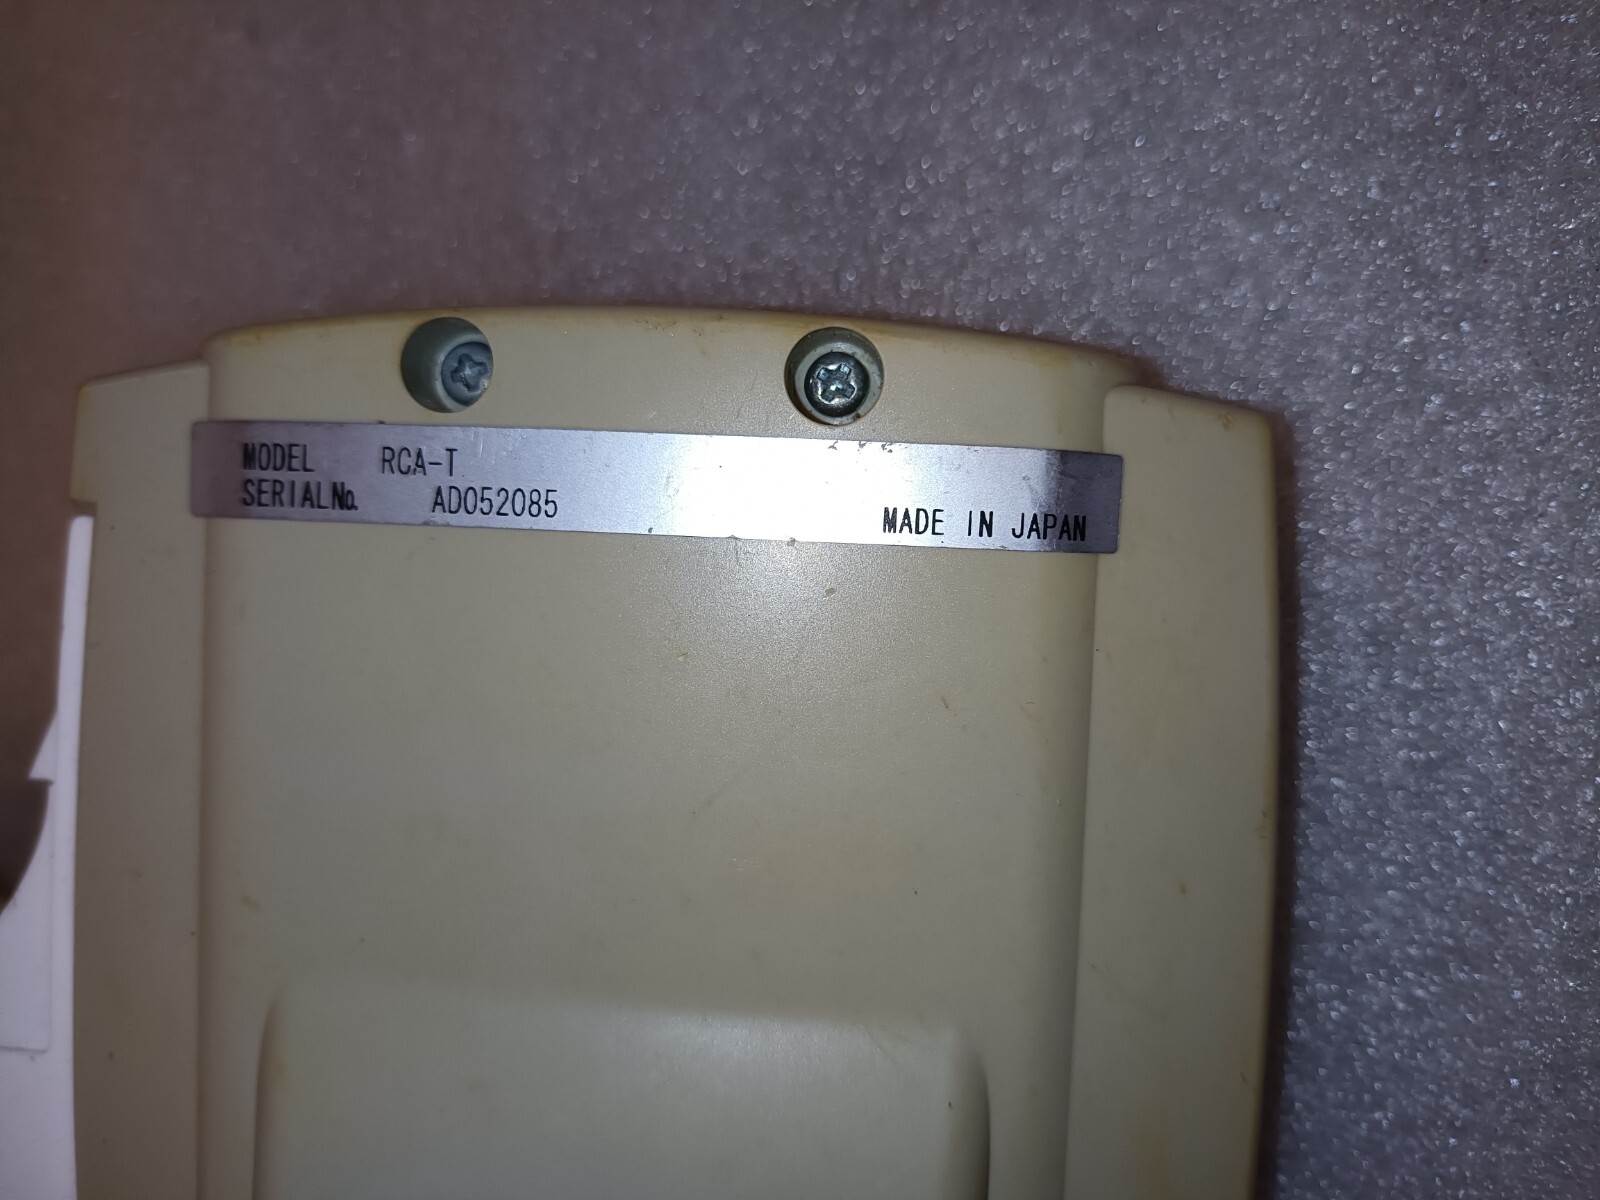 MODEL RCA-T
SERIAL No. AD052085
MADE IN JAPAN